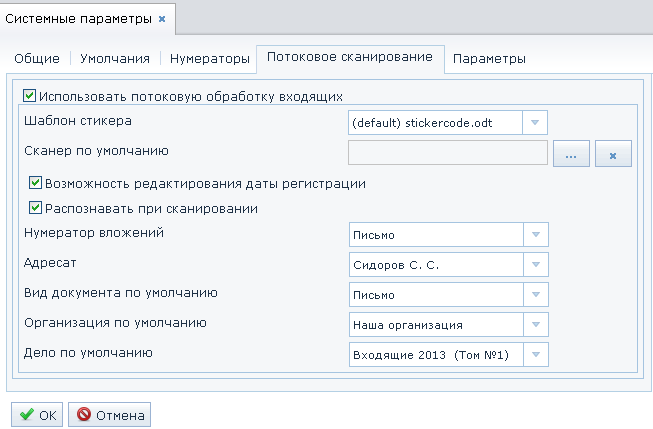 Системные параметры ×
Общие Умолчания Нумераторы Потоковое сканирование Параметры
Использовать потоковую обработку входящих
Шаблон стикера (default) stickercode.odt
Сканер по умолчанию ... ×
Возможность редактирования даты регистрации
Распознавать при сканировании
Нумератор вложений Письмо
Адресат Сидоров С. С.
Вид документа по умолчанию Письмо
Организация по умолчанию Наша организация
Дело по умолчанию Входящие 2013 (Том №1)
OK Отмена